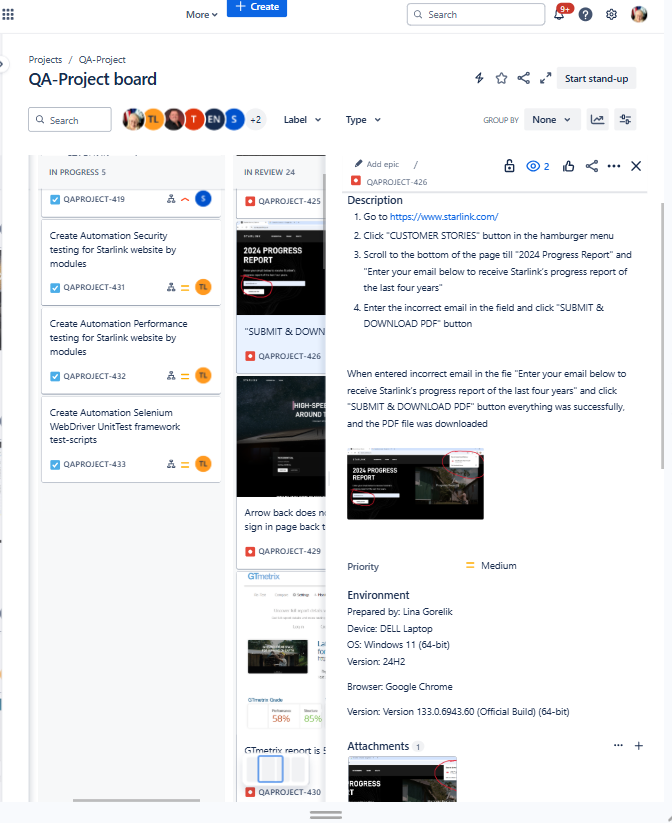 More
+ Create
Search
9+
Projects / QA-Project
QA-Project board
Start stand-up
Search
TL
T
EN
S
+2
Label
Type
GROUP BY
None
IN PROGRESS 5
QAPROJECT-419
S
Create Automation Security
testing for Starlink website by
modules
QAPROJECT-431
TL
Create Automation Performance
testing for Starlink website by
modules
QAPROJECT-432
TL
Create Automation Selenium
WebDriver UnitTest framework
test-scripts
QAPROJECT-433
TL
IN REVIEW 24
QAPROJECT-425
2024 PROGRESS
REPORT
"SUBMIT & DOWN
QAPROJECT-426
HIGH-SPE
AROUND T
Arrow back does no
sign in page back t
QAPROJECT-429
GTmetrix
GTmetrix Grade
58%
85%
GTmetrix report is 5
QAPROJECT-430
Add epic /
QAPROJECT-426
2
Description
1. Go to https://www.starlink.com/
2. Click "CUSTOMER STORIES" button in the hamburger menu
3. Scroll to the bottom of the page till "2024 Progress Report" and
"Enter your email below to receive Starlink's progress report of
the last four years"
4. Enter the incorrect email in the field and click "SUBMIT &
DOWNLOAD PDF" button
When entered incorrect email in the fie "Enter your email below to
receive Starlink's progress report of the last four years" and click
"SUBMIT & DOWNLOAD PDF" button everything was successfully,
and the PDF file was downloaded
2024 PROGRESS
REPORT
Priority
Medium
Environment
Prepared by: Lina Gorelik
Device: DELL Laptop
OS: Windows 11 (64-bit)
Version: 24H2
Browser: Google Chrome
Version: Version 133.0.6943.60 (Official Build) (64-bit)
Attachments 1
ROGRESS